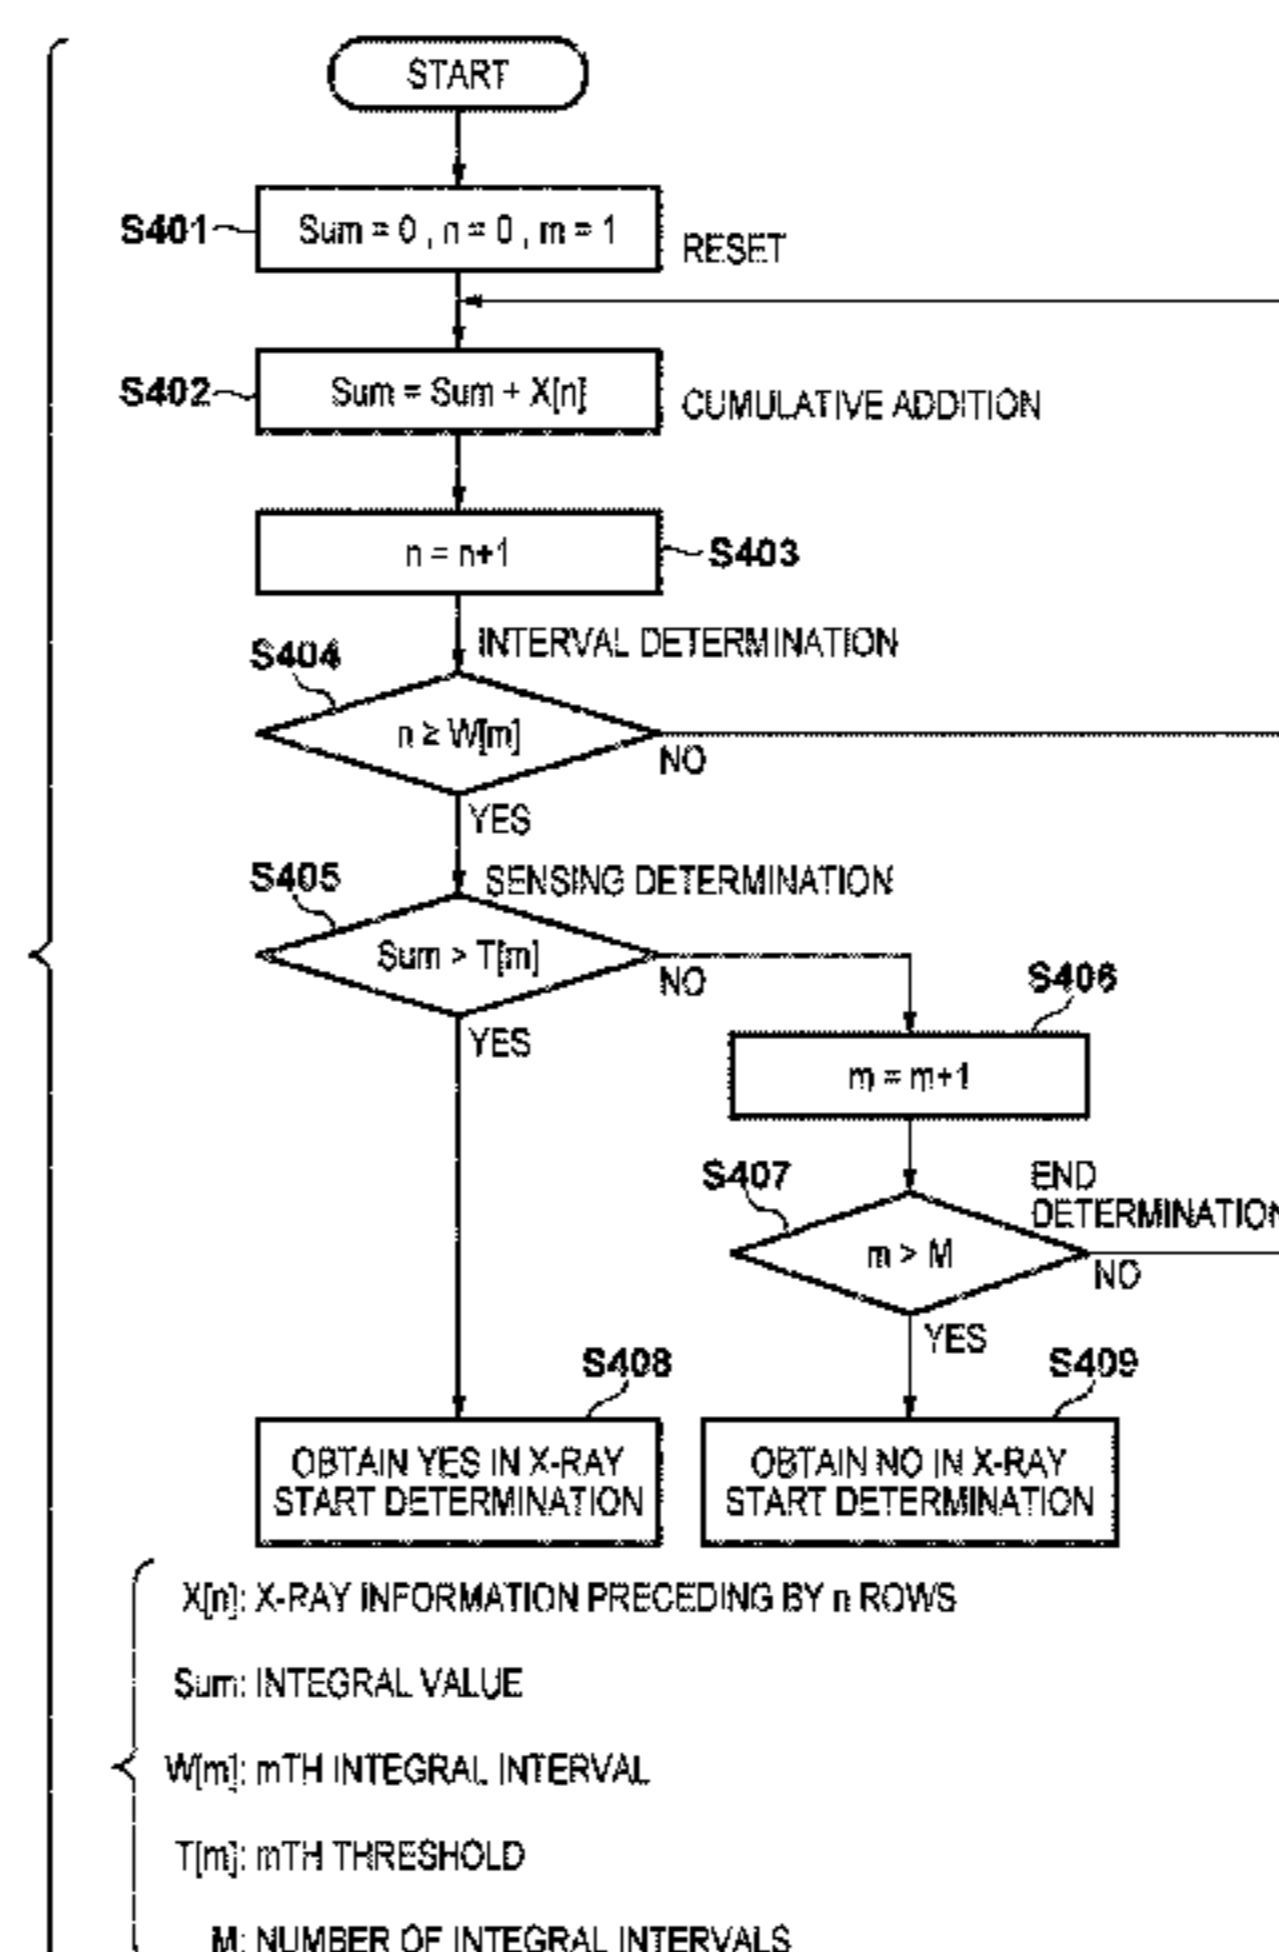 START
S401
Sum = 0 , n = 0 , m = 1
RESET
S402
Sum = Sum + X[n]
CUMULATIVE ADDITION
n = n+1
S403
INTERVAL DETERMINATION
S404
n ≥ W[m]
NO
YES
S405
SENSING DETERMINATION
Sum > T[m]
NO
YES
S406
m = m+1
S407
END
DETERMINATION
m > M
NO
YES
S408
S409
OBTAIN YES IN X-RAY
START DETERMINATION
OBTAIN NO IN X-RAY
START DETERMINATION
X[n]: X-RAY INFORMATION PRECEDING BY n ROWS
Sum: INTEGRAL VALUE
W[m]: mTH INTEGRAL INTERVAL
T[m]: mTH THRESHOLD
M: NUMBER OF INTEGRAL INTERVALS